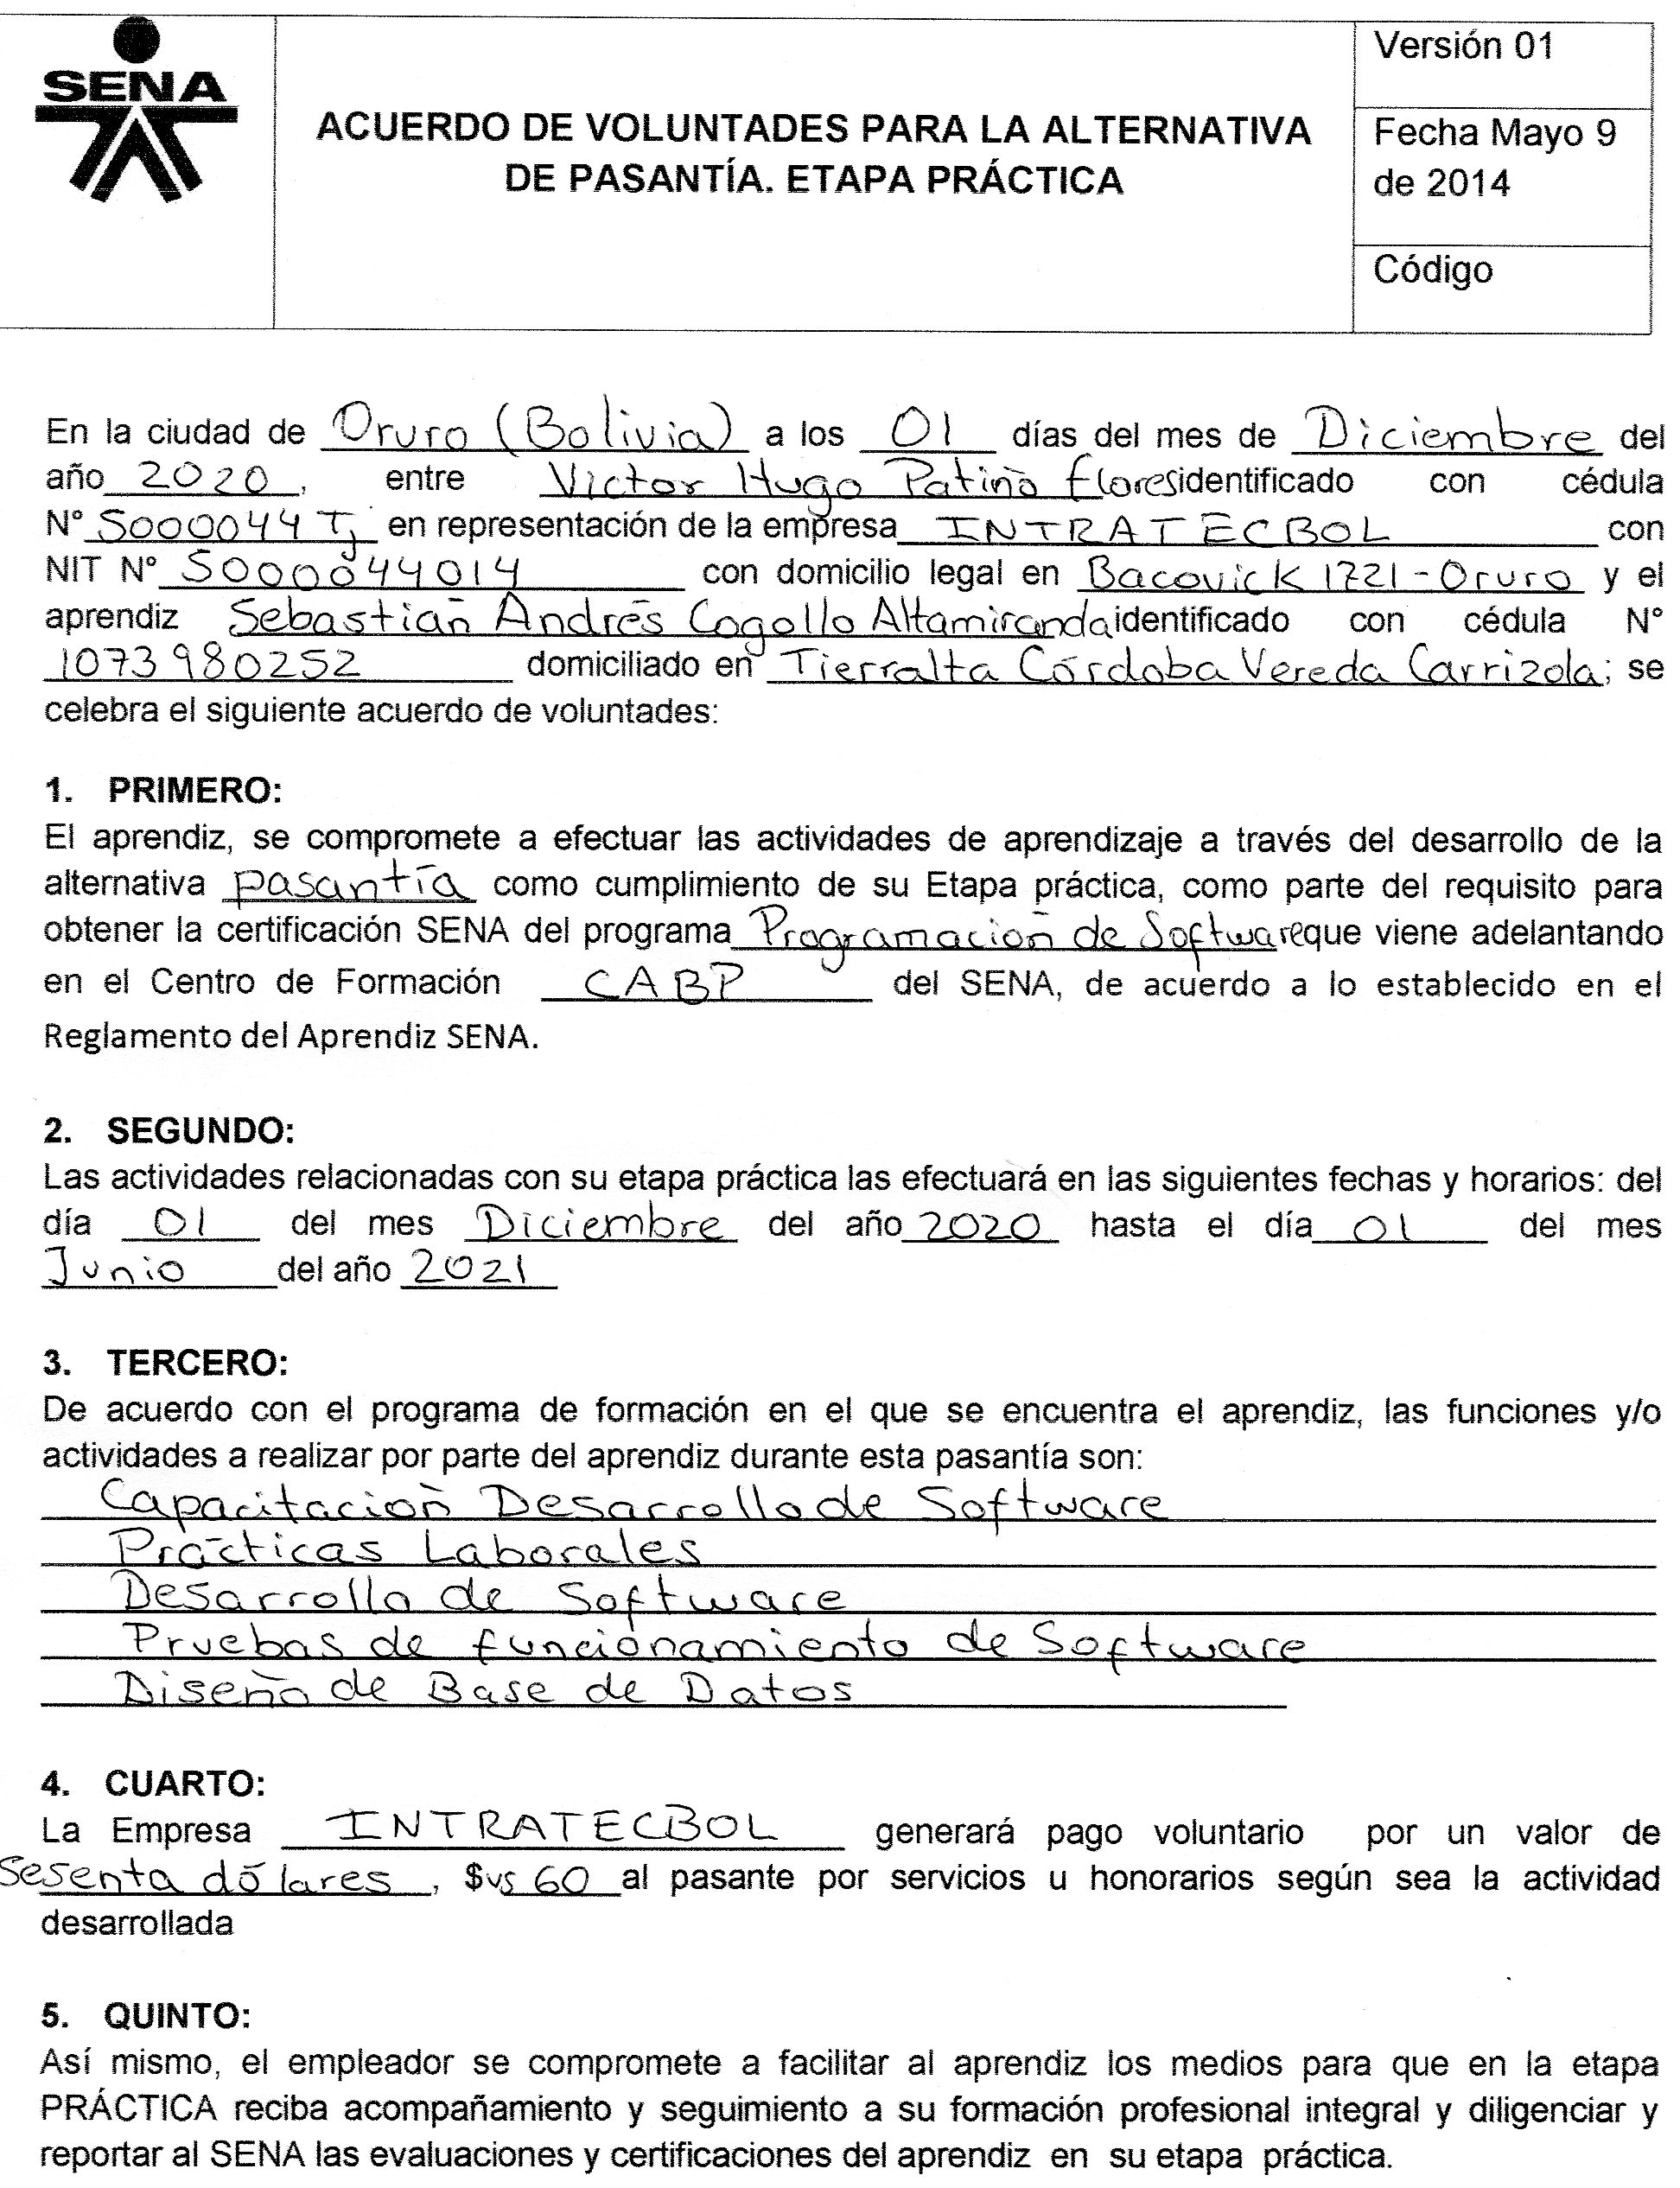 SENA
ACUERDO DE VOLUNTADES PARA LA ALTERNATIVA
DE PASANTÍA. ETAPA PRÁCTICA
Versión 01
Fecha Mayo 9
de 2014
Código
En la ciudad de Oruro (Bolivia) a los 01 días del mes de Diciembre del
año 2020, entre Victor Hugo Patiño Flores identificado con cédula
N° 5000044 Tj en representación de la empresa INTRATECBOL con
NIT N° 5000044014 con domicilio legal en Bacovick 1721 - Oruro y el
aprendiz Sebastián Andrés Cogollo Altamiranda identificado con cédula N°
1073980252 domiciliado en Tierralta Córdoba Vereda Carrizola; se
celebra el siguiente acuerdo de voluntades:
1. PRIMERO:
El aprendiz, se compromete a efectuar las actividades de aprendizaje a través del desarrollo de la
alternativa pasantía como cumplimiento de su Etapa práctica, como parte del requisito para
obtener la certificación SENA del programa Programación de Software que viene adelantando
en el Centro de Formación CABP del SENA, de acuerdo a lo establecido en el
Reglamento del Aprendiz SENA.
2. SEGUNDO:
Las actividades relacionadas con su etapa práctica las efectuará en las siguientes fechas y horarios: del
día 01 del mes Diciembre del año 2020 hasta el día 01 del mes
Junio del año 2021
3. TERCERO:
De acuerdo con el programa de formación en el que se encuentra el aprendiz, las funciones y/o
actividades a realizar por parte del aprendiz durante esta pasantía son:
Capacitación Desarrollo de Software
Prácticas Laborales
Desarrollo de Software
Pruebas de funcionamiento de Software
Diseño de Base de Datos
4. CUARTO:
La Empresa INTRATECBOL generará pago voluntario por un valor de
Sesenta dólares, $us 60 al pasante por servicios u honorarios según sea la actividad
desarrollada
5. QUINTO:
Así mismo, el empleador se compromete a facilitar al aprendiz los medios para que en la etapa
PRÁCTICA reciba acompañamiento y seguimiento a su formación profesional integral y diligenciar y
reportar al SENA las evaluaciones y certificaciones del aprendiz en su etapa práctica.